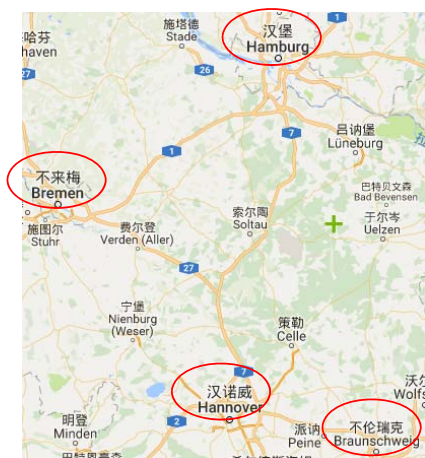 施塔德
Stade
汉堡
Hamburg
哈芬
haven
27
26
1
7
吕讷堡
Lüneburg
1
不来梅
Bremen
巴特贝文森
Bad Bevensen
施图尔
Stuhr
费尔登
Verden (Aller)
索尔陶
Soltau
于尔岑
Uelzen
27
宁堡
Nienburg
(Weser)
策勒
Celle
7
汉诺威
Hannover
沃尔
Wolfs
明登
Minden
2
派讷
Peine
不伦瑞克
Braunschweig